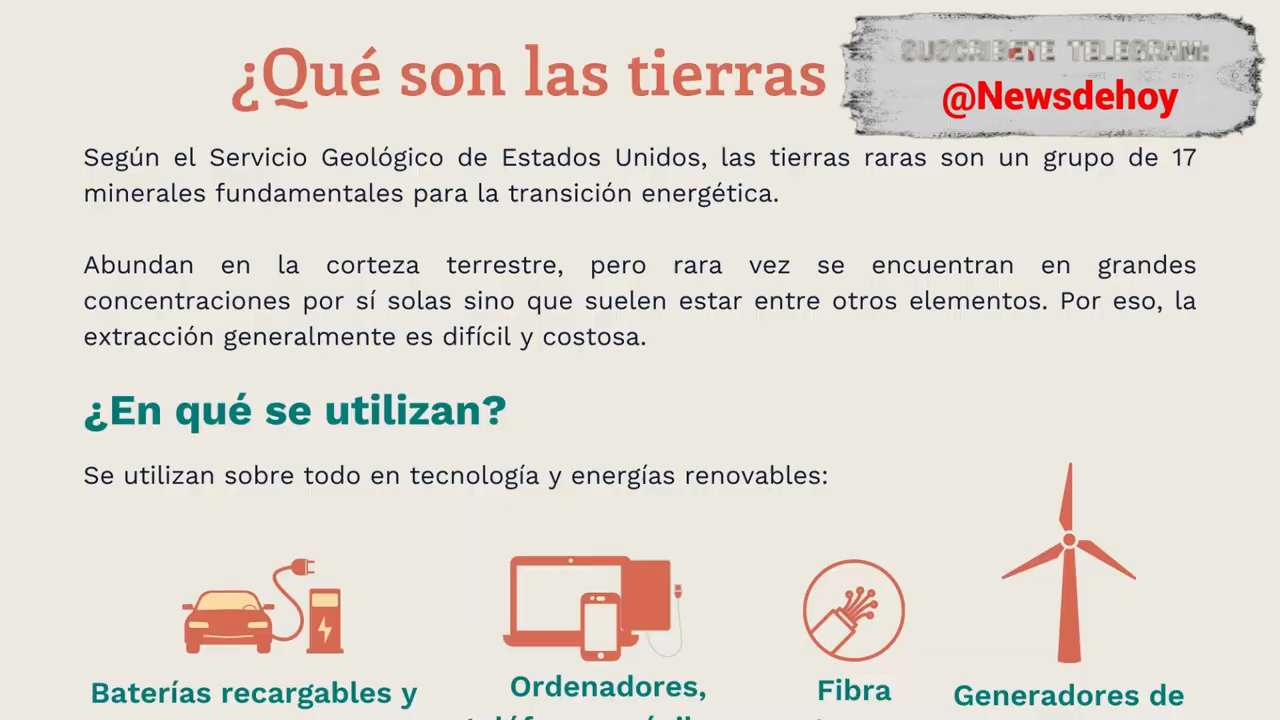 ¿Qué son las tierras
SUSCRIBETE TELEGRAM:
@Newsdehoy
Según el Servicio Geológico de Estados Unidos, las tierras raras son un grupo de 17
minerales fundamentales para la transición energética.
Abundan en la corteza terrestre, pero rara vez se encuentran en grandes
concentraciones por sí solas sino que suelen estar entre otros elementos. Por eso, la
extracción generalmente es difícil y costosa.
¿En qué se utilizan?
Se utilizan sobre todo en tecnología y energías renovables:
Baterías recargables y
Ordenadores,
Fibra
Generadores de